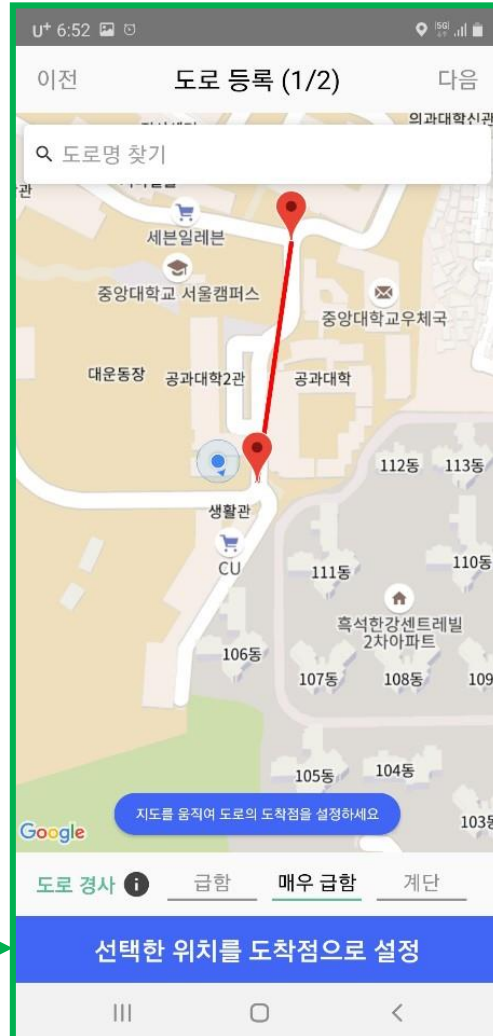 U+ 6:52 5G
이전 도로 등록 (1/2) 다음
의과대학신관
도로명 찾기
관
세븐일레븐
중앙대학교 서울캠퍼스
중앙대학교우체국
대운동장 공과대학2관 공과대학
112동 113동
생활관
CU
111동 110동
흑석한강센트레빌
2차아파트
106동
107동 108동 109
105동 104동
지도를 움직여 도로의 도착점을 설정하세요
Google
103동
도로 경사 i 급함 매우 급함 계단
선택한 위치를 도착점으로 설정